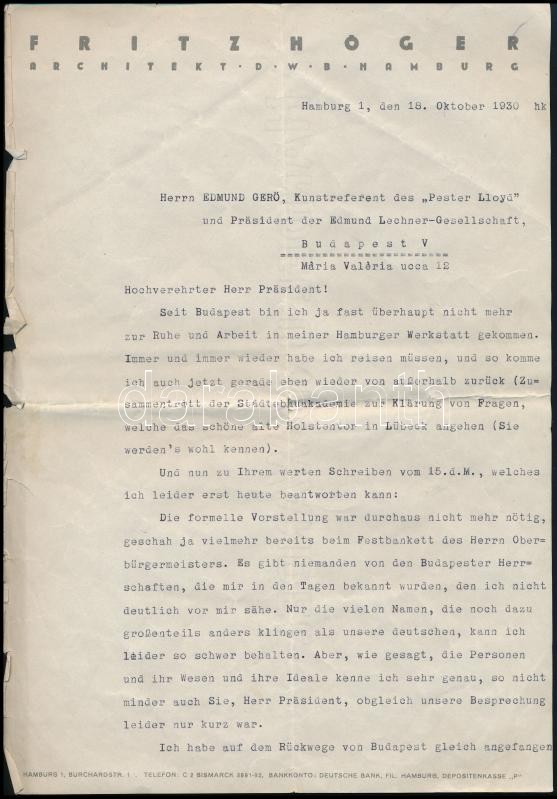 FRITZ HÖGER
ARCHITEKT · D · W · B · HAMBURG
Hamburg 1, den 18. Oktober 1930 hk
Herrn EDMUND GERÖ, Kunstreferent des „Pester Lloyd"
und Präsident der Edmund Lechner-Gesellschaft,
Budapest V
Mária Valéria ucca 12
Hochverehrter Herr Präsident!
Seit Budapest bin ich ja fast überhaupt nicht mehr
zur Ruhe und Arbeit in meiner Hamburger Werkstatt gekommen.
Immer und immer wieder habe ich reisen müssen, und so komme
ich auch jetzt gerade eben wieder von außerhalb zurück (Zu=
sammentritt der Städtebauakademie zur Klärung von Fragen,
welche das schöne alte Holstentor in Lübeck angehen (Sie
werden's wohl kennen).
Und nun zu Ihrem werten Schreiben vom 15.d.M., welches
ich leider erst heute beantworten kann:
Die formelle Vorstellung war durchaus nicht mehr nötig,
geschah ja vielmehr bereits beim Festbankett des Herrn Ober=
bürgermeisters. Es gibt niemanden von den Budapester Herr=
schaften, die mir in den Tagen bekannt wurden, den ich nicht
deutlich vor mir sähe. Nur die vielen Namen, die noch dazu
großenteils anders klingen als unsere deutschen, kann ich
leider so schwer behalten. Aber, wie gesagt, die Personen
und ihr Wesen und ihre Ideale kenne ich sehr genau, so nicht
minder auch Sie, Herr Präsident, obgleich unsere Besprechung
leider nur kurz war.
Ich habe auf dem Rückwege von Budapest gleich angefangen
HAMBURG 1, BURCHARDSTR. 1 . TELEFON: C 2 BISMARCK 2881-82, BANKKONTO: DEUTSCHE BANK, FIL. HAMBURG, DEPOSITENKASSE „P"
darabanth